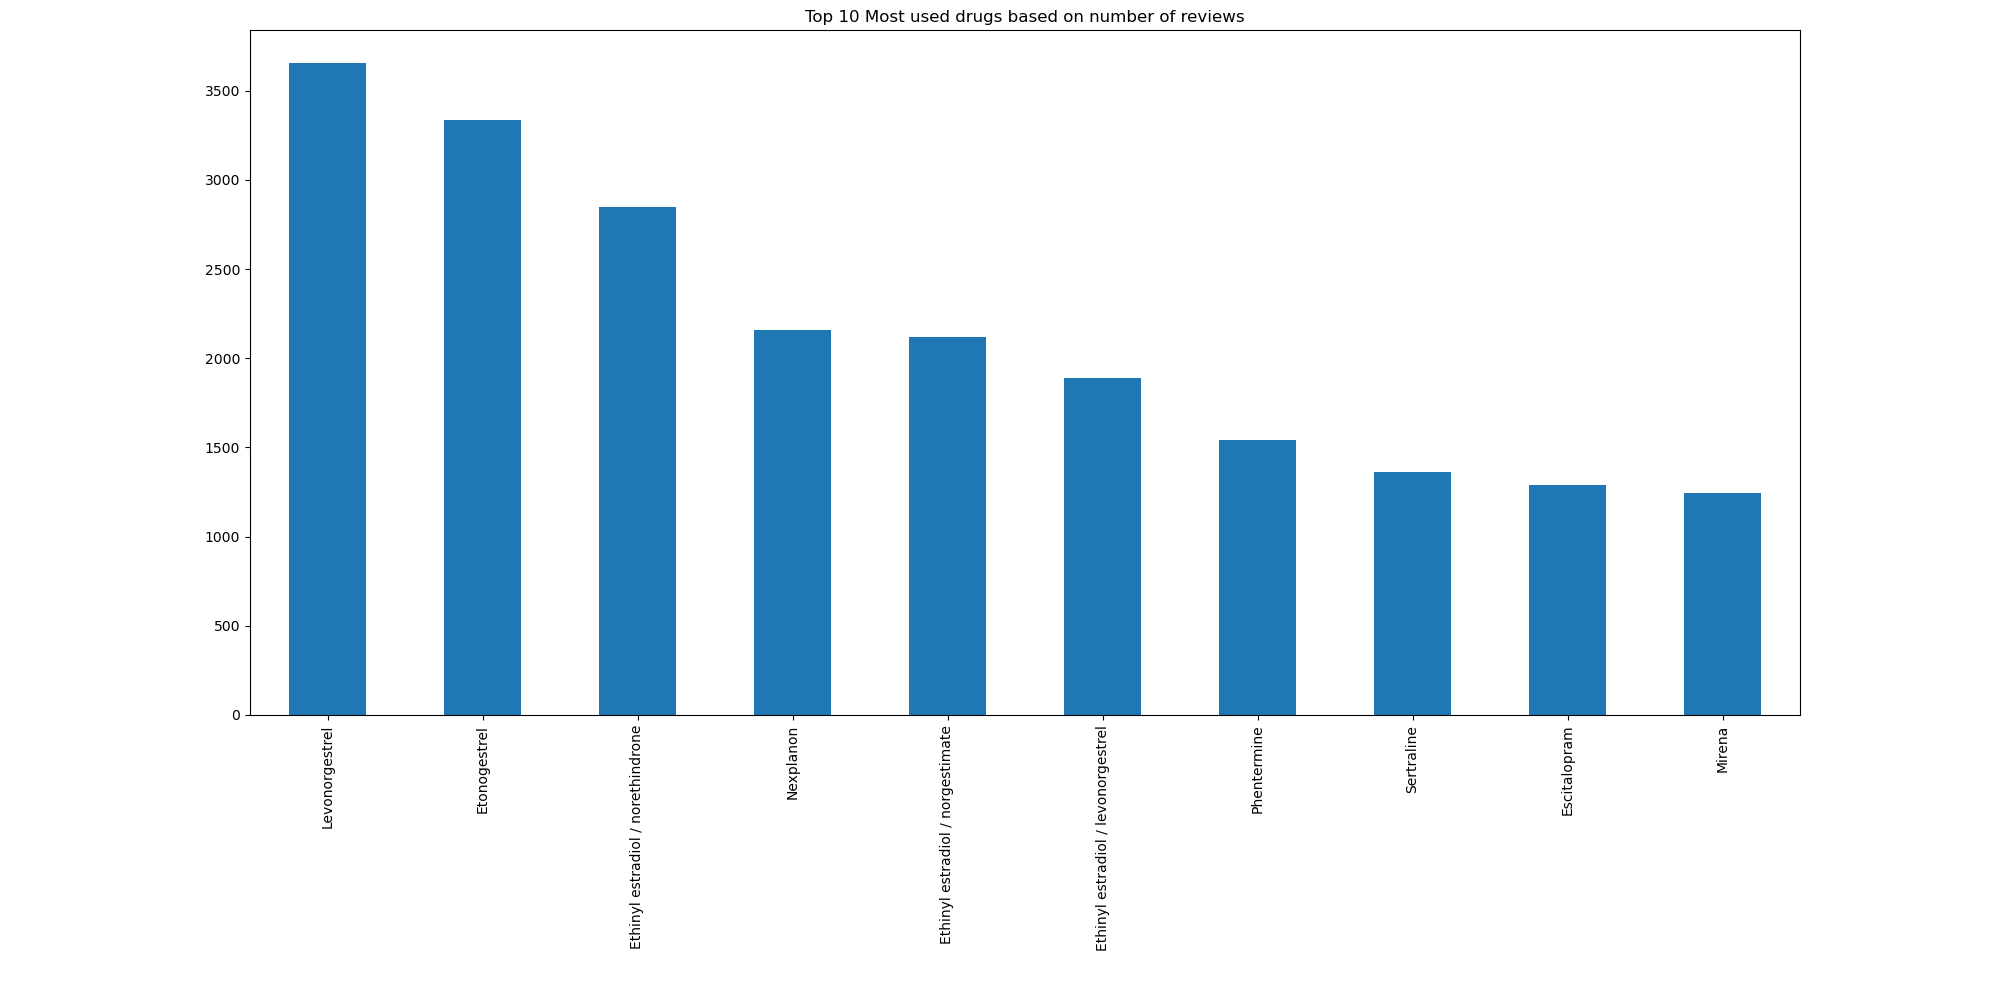 Top 10 Most used drugs based on number of reviews
3500
3000
2500
2000
1500
1000
500
0
Levonorgestrel
Etonogestrel
Ethinyl estradiol / norethindrone
Nexplanon
Ethinyl estradiol / norgestimate
Ethinyl estradiol / levonorgestrel
Phentermine
Sertraline
Escitalopram
Mirena